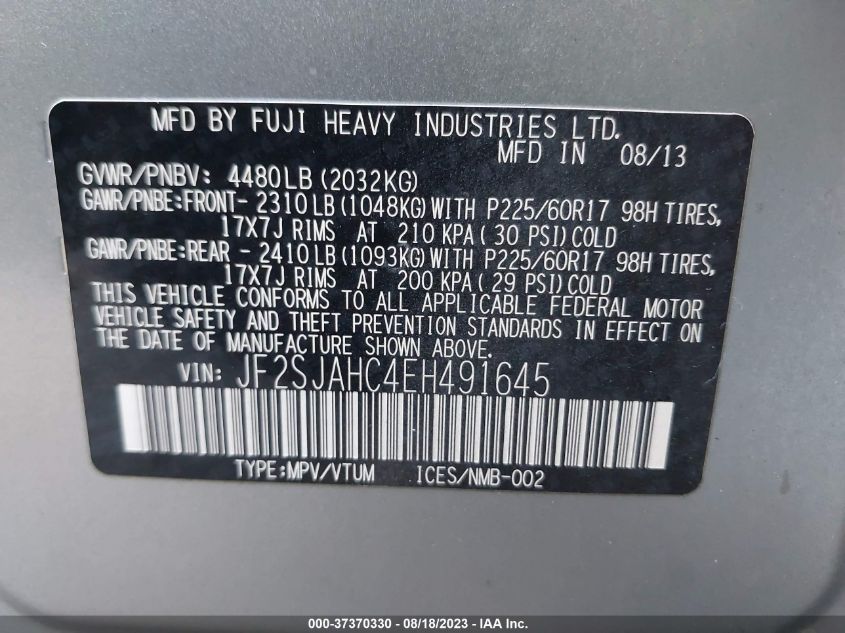 MFD BY FUJI HEAVY INDUSTRIES LTD.
MFD IN 08/13
GVWR/PNBV: 4480LB (2032KG)
GAWR/PNBE:FRONT- 2310LB (1048KG) WITH P225/60R17 98H TIRES,
17X7J RIMS AT 210 KPA ( 30 PSI) COLD
GAWR/PNBE:REAR - 2410LB (1093KG) WITH P225/60R17 98H TIRES,
17X7J RIMS AT 200 KPA ( 29 PSI) COLD
THIS VEHICLE CONFORMS TO ALL APPLICABLE FEDERAL MOTOR
VEHICLE SAFETY AND THEFT PREVENTION STANDARDS IN EFFECT ON
THE DATE OF MANUFACTURE SHOWN ABOVE.
VIN: JF2SJAHC4EH491645
TYPE:MPV/VTUM ICES/NMB-002
000-37370330 - 08/18/2023 - IAA Inc.